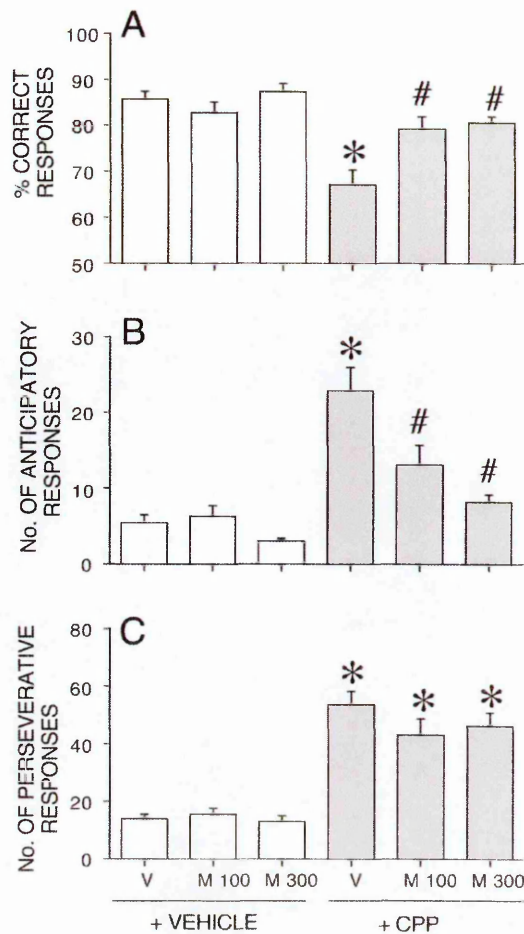 A
% CORRECT
RESPONSES
100
90
80
70
60
50
*
#
#
B
No. OF ANTICIPATORY
RESPONSES
30
20
10
0
*
#
#
C
No. OF PERSEVERATIVE
RESPONSES
80
60
40
20
0
*
*
*
V M 100 M 300 V M 100 M 300
+ VEHICLE + CPP